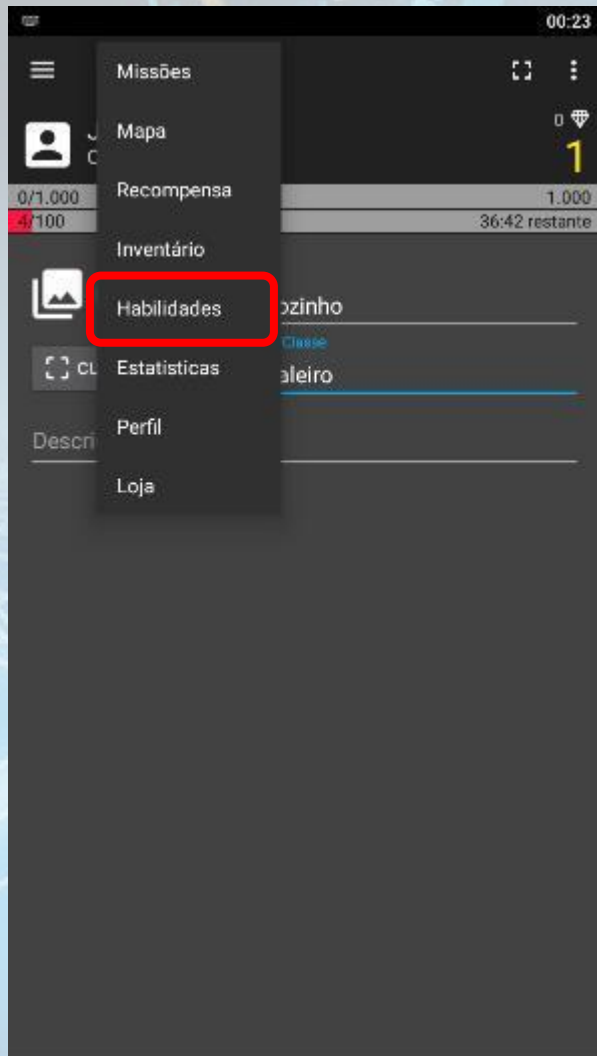 00:23
Missões
Mapa
0
1
Recompensa
0/1.000
1.000
4/100
36:42 restante
Inventário
Habilidades
ozinho
Classe
Estatisticas
aleiro
Perfil
Descri
Loja